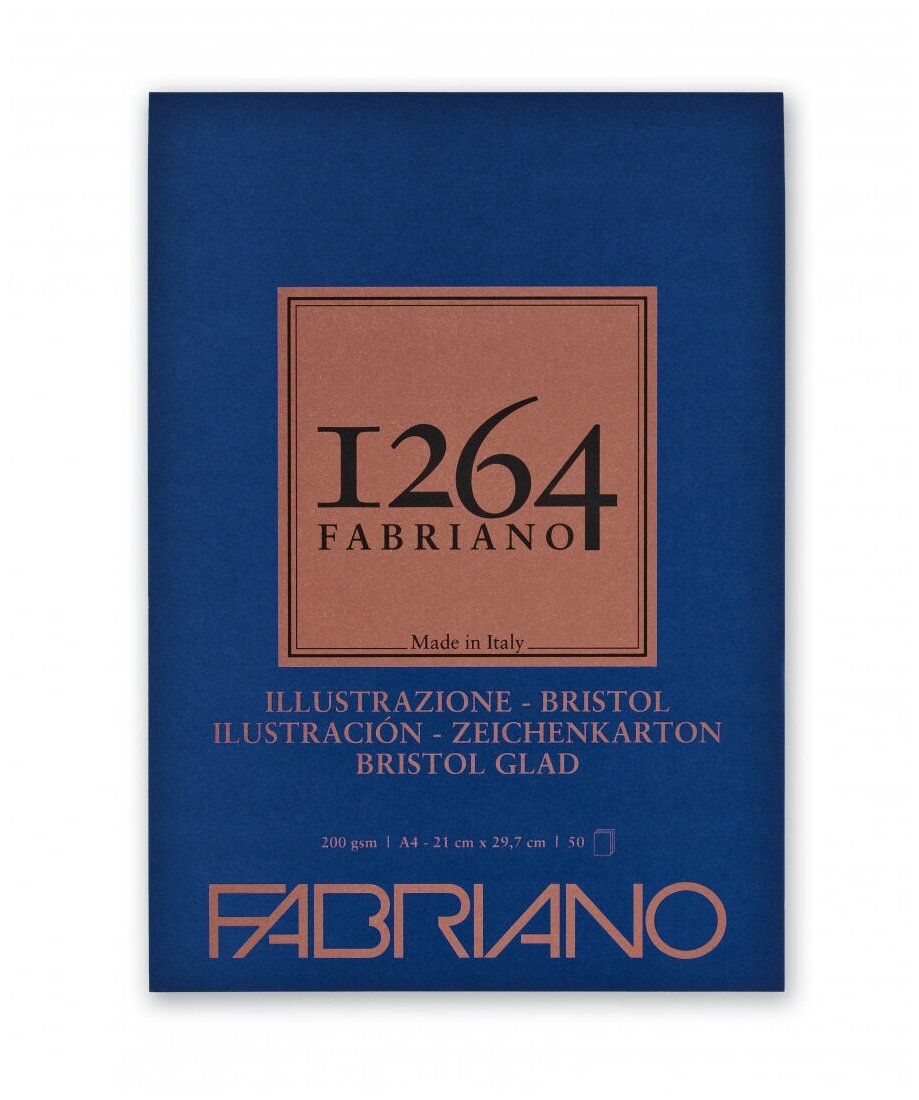 1264
FABRIANO
Made in Italy
ILLUSTRAZIONE - BRISTOL
ILUSTRACIÓN - ZEICHENKARTON
BRISTOL GLAD
200 gsm | A4 - 21 cm x 29,7 cm | 50
FABRIANO